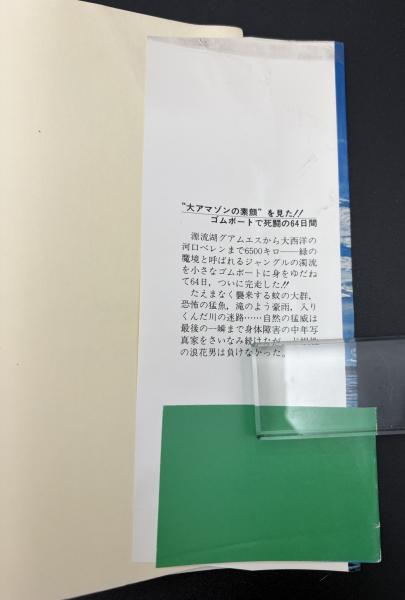 “大アマゾンの素顔”を見た!!
ゴムボートで死闘の64日間
源流湖グアムエスから大西洋の
河口ベレンまで6500キロ――緑の
魔境と呼ばれるジャングルの濁流
を小さなゴムボートに身をゆだね
て64日，ついに完走した!!
たえまなく襲来する蚊の大群，
恐怖の猛魚，滝のよう豪雨，入り
くんだ川の迷路……自然の猛威は
最後の一瞬まで身体障害の中年写
真家をさいなみ続けたが，
の浪花男は負けなかった。